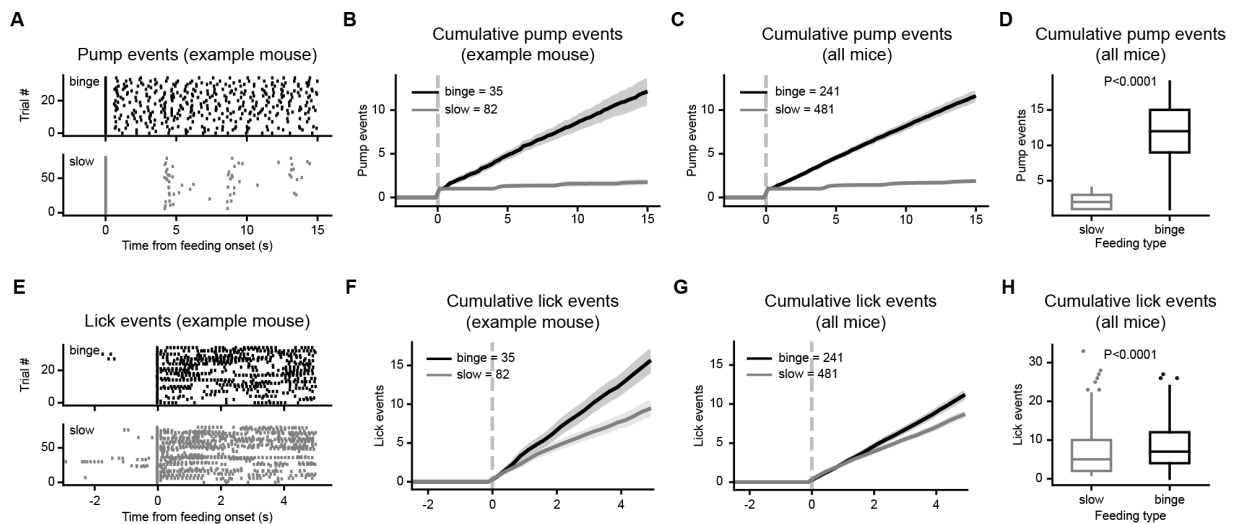 A
Pump events (example mouse)
binge
20
0
Trial #
slow
50
0
0 5 10 15
Time from feeding onset (s)
B
Cumulative pump events
(example mouse)
binge = 35
slow = 82
10
5
0
Pump events
0 5 10 15
C
Cumulative pump events
(all mice)
binge = 241
slow = 481
10
5
0
Pump events
0 5 10 15
D
Cumulative pump events
(all mice)
P<0.0001
15
10
5
Pump events
slow binge
Feeding type
E
Lick events (example mouse)
binge
20
0
Trial #
slow
50
0
-2 0 2 4
Time from feeding onset (s)
F
Cumulative lick events
(example mouse)
binge = 35
slow = 82
15
10
5
0
Lick events
-2 0 2 4
G
Cumulative lick events
(all mice)
binge = 241
slow = 481
15
10
5
0
Lick events
-2 0 2 4
H
Cumulative lick events
(all mice)
P<0.0001
30
20
10
0
Lick events
slow binge
Feeding type